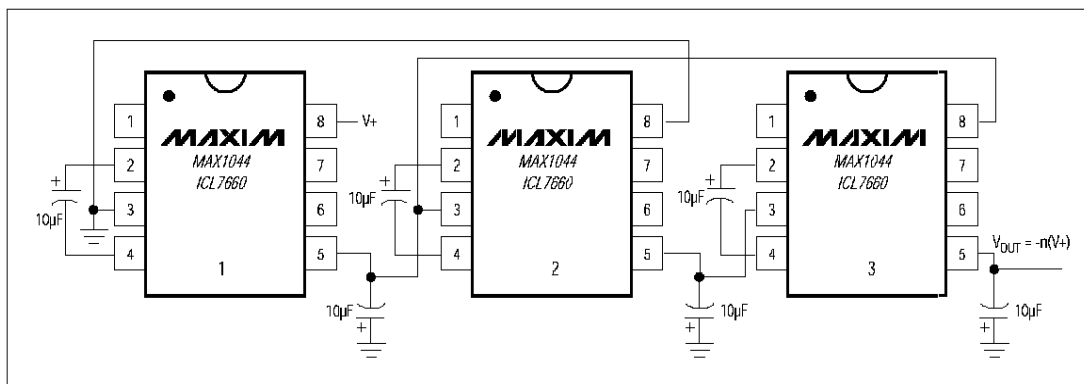 1
2
3
4
8
7
6
5
V+
MAXIM
MAX1044
ICL7660
1
+
10µF
10µF
+
1
2
3
4
8
7
6
5
MAXIM
MAX1044
ICL7660
2
+
10µF
10µF
+
1
2
3
4
8
7
6
5
MAXIM
MAX1044
ICL7660
3
+
10µF
VOUT = -n(V+)
10µF
+